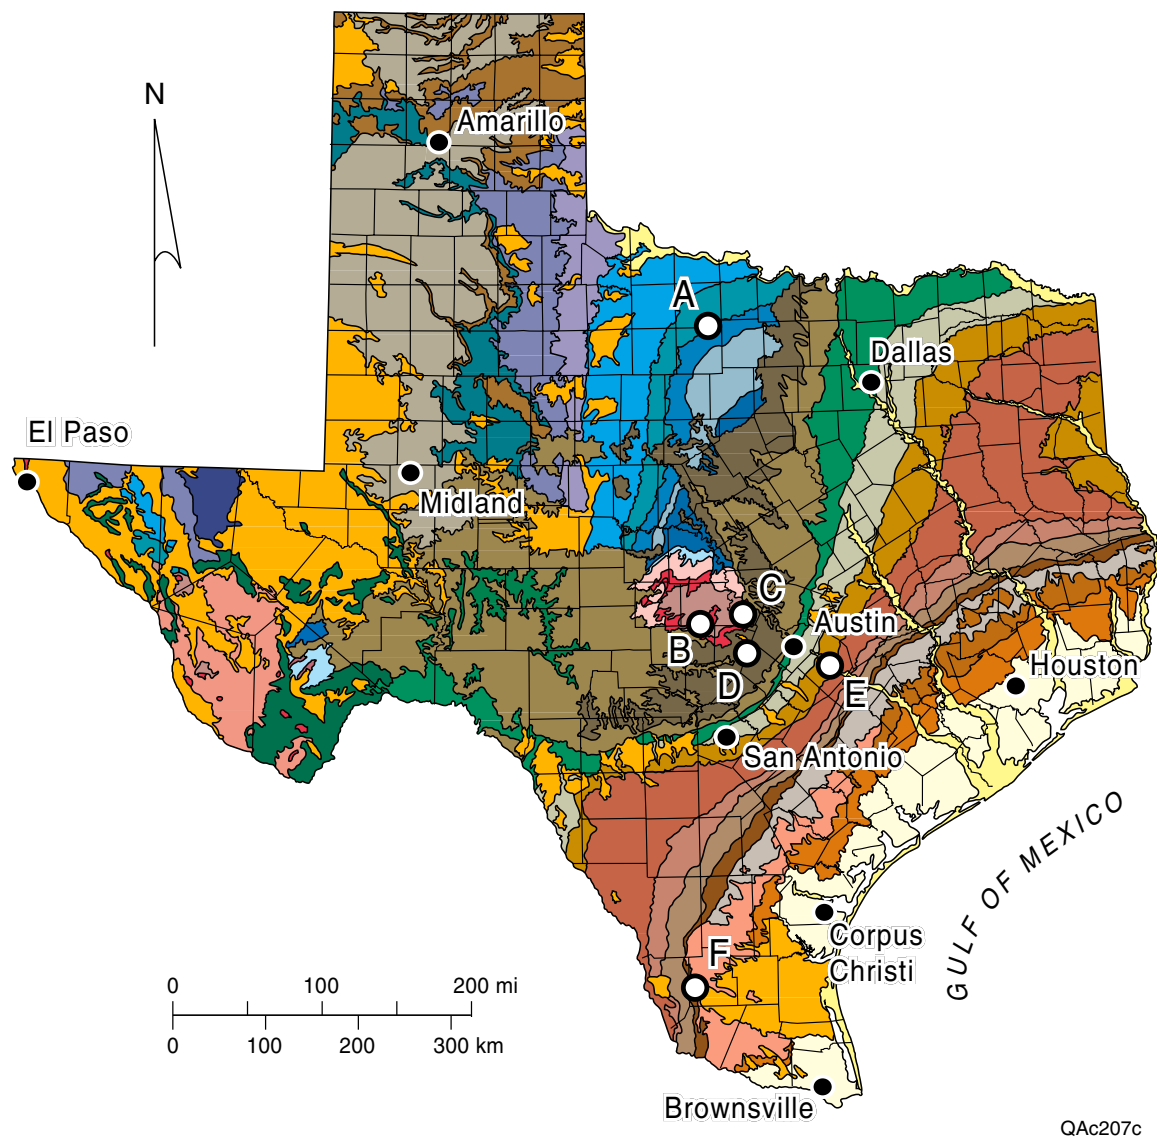 N
Amarillo
A
Dallas
El Paso
Midland
C
Austin
B
D
E
Houston
San Antonio
GULF OF MEXICO
Corpus
Christi
F
0 100 200 mi
0 100 200 300 km
Brownsville
QAc207c